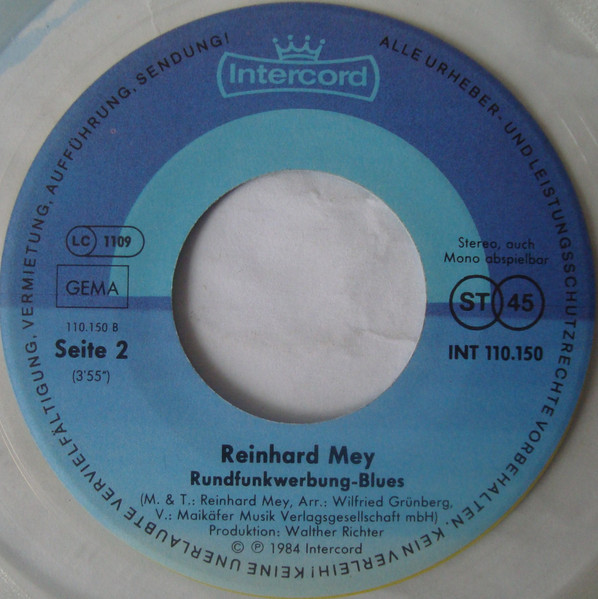 Intercord
ALLE URHEBER- UND LEISTUNGSSCHUTZRECHTE VORBEHALTEN. KEIN VERLEIH! KEINE UNERLAUBTE VERVIELFÄLTIGUNG, VERMIETUNG, AUFFÜHRUNG, SENDUNG!
LC 1109
GEMA
110.150 B
Seite 2
(3'55")
Stereo, auch
Mono abspielbar
ST 45
INT 110.150
Reinhard Mey
Rundfunkwerbung-Blues
(M. & T.: Reinhard Mey, Arr.: Wilfried Grünberg,
V.: Maikäfer Musik Verlagsgesellschaft mbH)
Produktion: Walther Richter
© ℗ 1984 Intercord